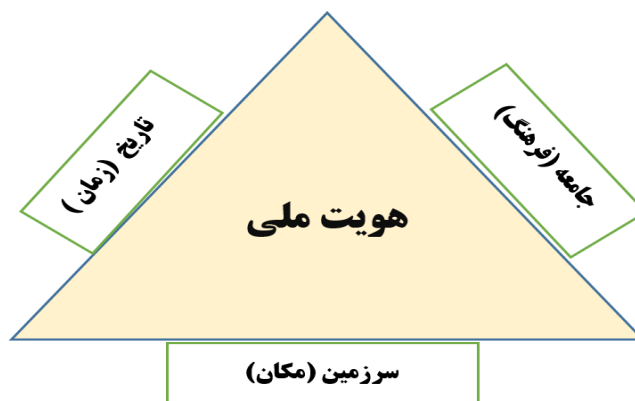 جامعه (فرهنگ)
تاریخ (زمان )
هویت ملی
سرزمین (مکان)